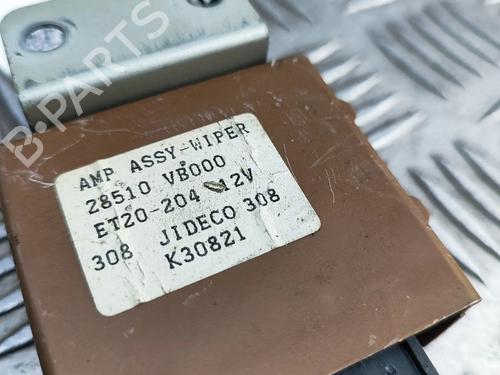 B-PARTS
AMP ASSY-WIPER
28510 VB000
ET20-204 12V
308 JIDECO 308
K30821